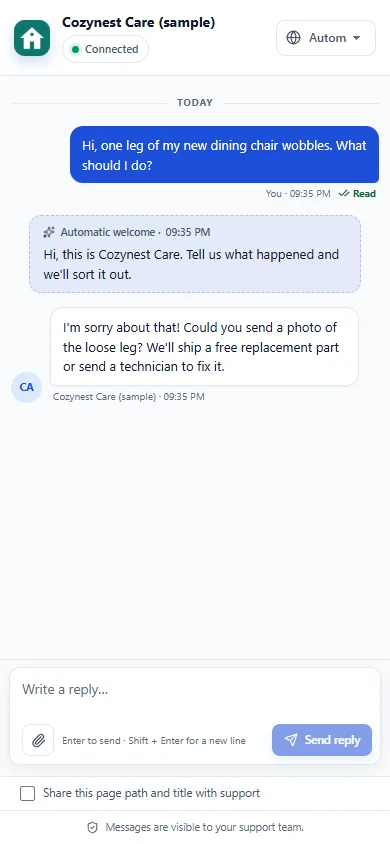 Cozynest Care (sample)
Connected
Autom
TODAY
Hi, one leg of my new dining chair wobbles. What
should I do?
You · 09:35 PM Read
Automatic welcome · 09:35 PM
Hi, this is Cozynest Care. Tell us what happened and
we'll sort it out.
I'm sorry about that! Could you send a photo of
the loose leg? We'll ship a free replacement part
or send a technician to fix it.
CA
Cozynest Care (sample) · 09:35 PM
Write a reply...
Enter to send · Shift + Enter for a new line
Send reply
Share this page path and title with support
Messages are visible to your support team.